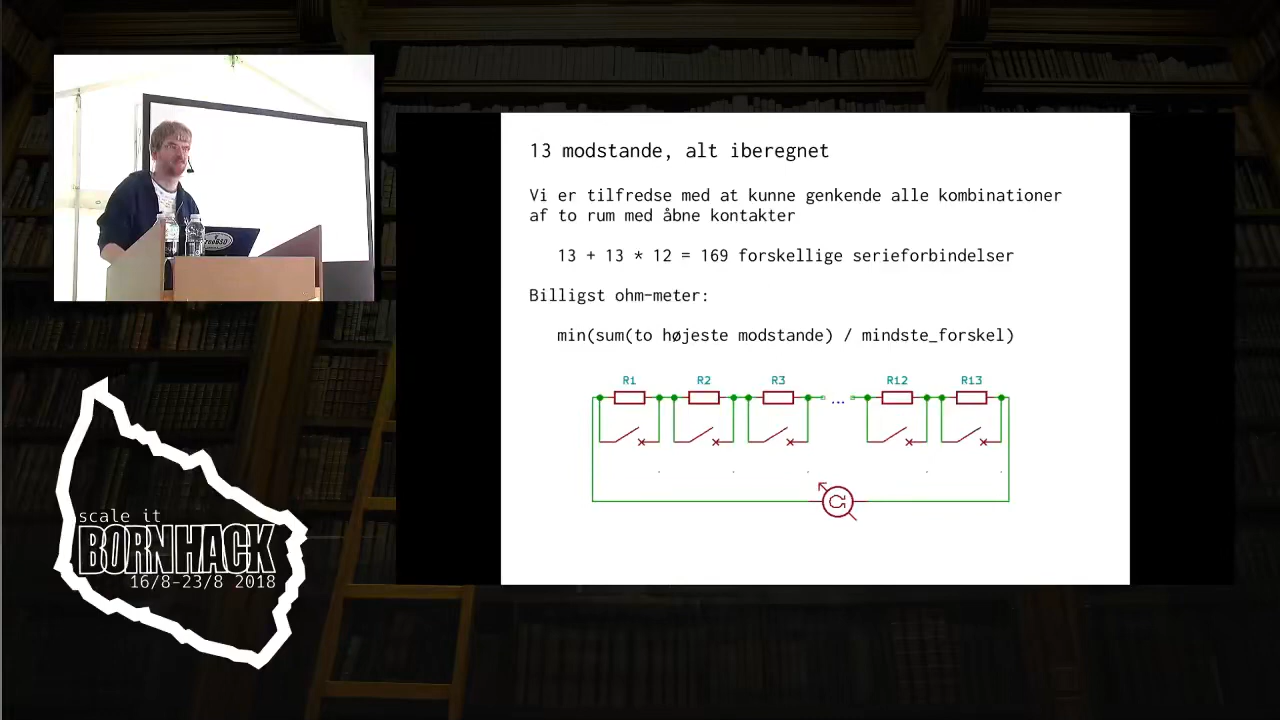 13 modstande, alt iberegnet
Vi er tilfredse med at kunne genkende alle kombinationer
af to rum med åbne kontakter
13 + 13 * 12 = 169 forskellige serieforbindelser
Billigst ohm-meter:
min(sum(to højeste modstande) / mindste_forskel)
R1 R2 R3 R12 R13
...
scale it
BORNHACK
16/8-23/8 2018